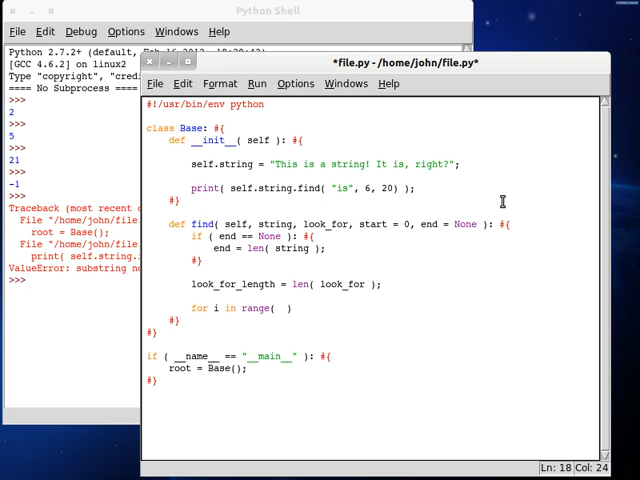 Python Shell
File Edit Debug Options Windows Help
Python 2.7.2+ (default,
[GCC 4.6.2] on linux2
Type "copyright", "cred
==== No Subprocess ====
>>>
2
>>>
5
>>>
21
>>>
-1
>>>
Traceback (most recent c
File "/home/john/file.
root = Base();
File "/home/john/file.
print( self.string.i
ValueError: substring no
>>>
*file.py - /home/john/file.py*
File Edit Format Run Options Windows Help
#!/usr/bin/env python
class Base: #{
def __init__( self ): #{
self.string = "This is a string! It is, right?";
print( self.string.find( "is", 6, 20) );
#}
def find( self, string, look_for, start = 0, end = None ): #{
if ( end == None ): #{
end = len( string );
#}
look_for_length = len( look_for );
for i in range(  )
#}
#}
if ( __name__ == "__main__" ): #{
root = Base();
#}
Ln: 18 Col: 24